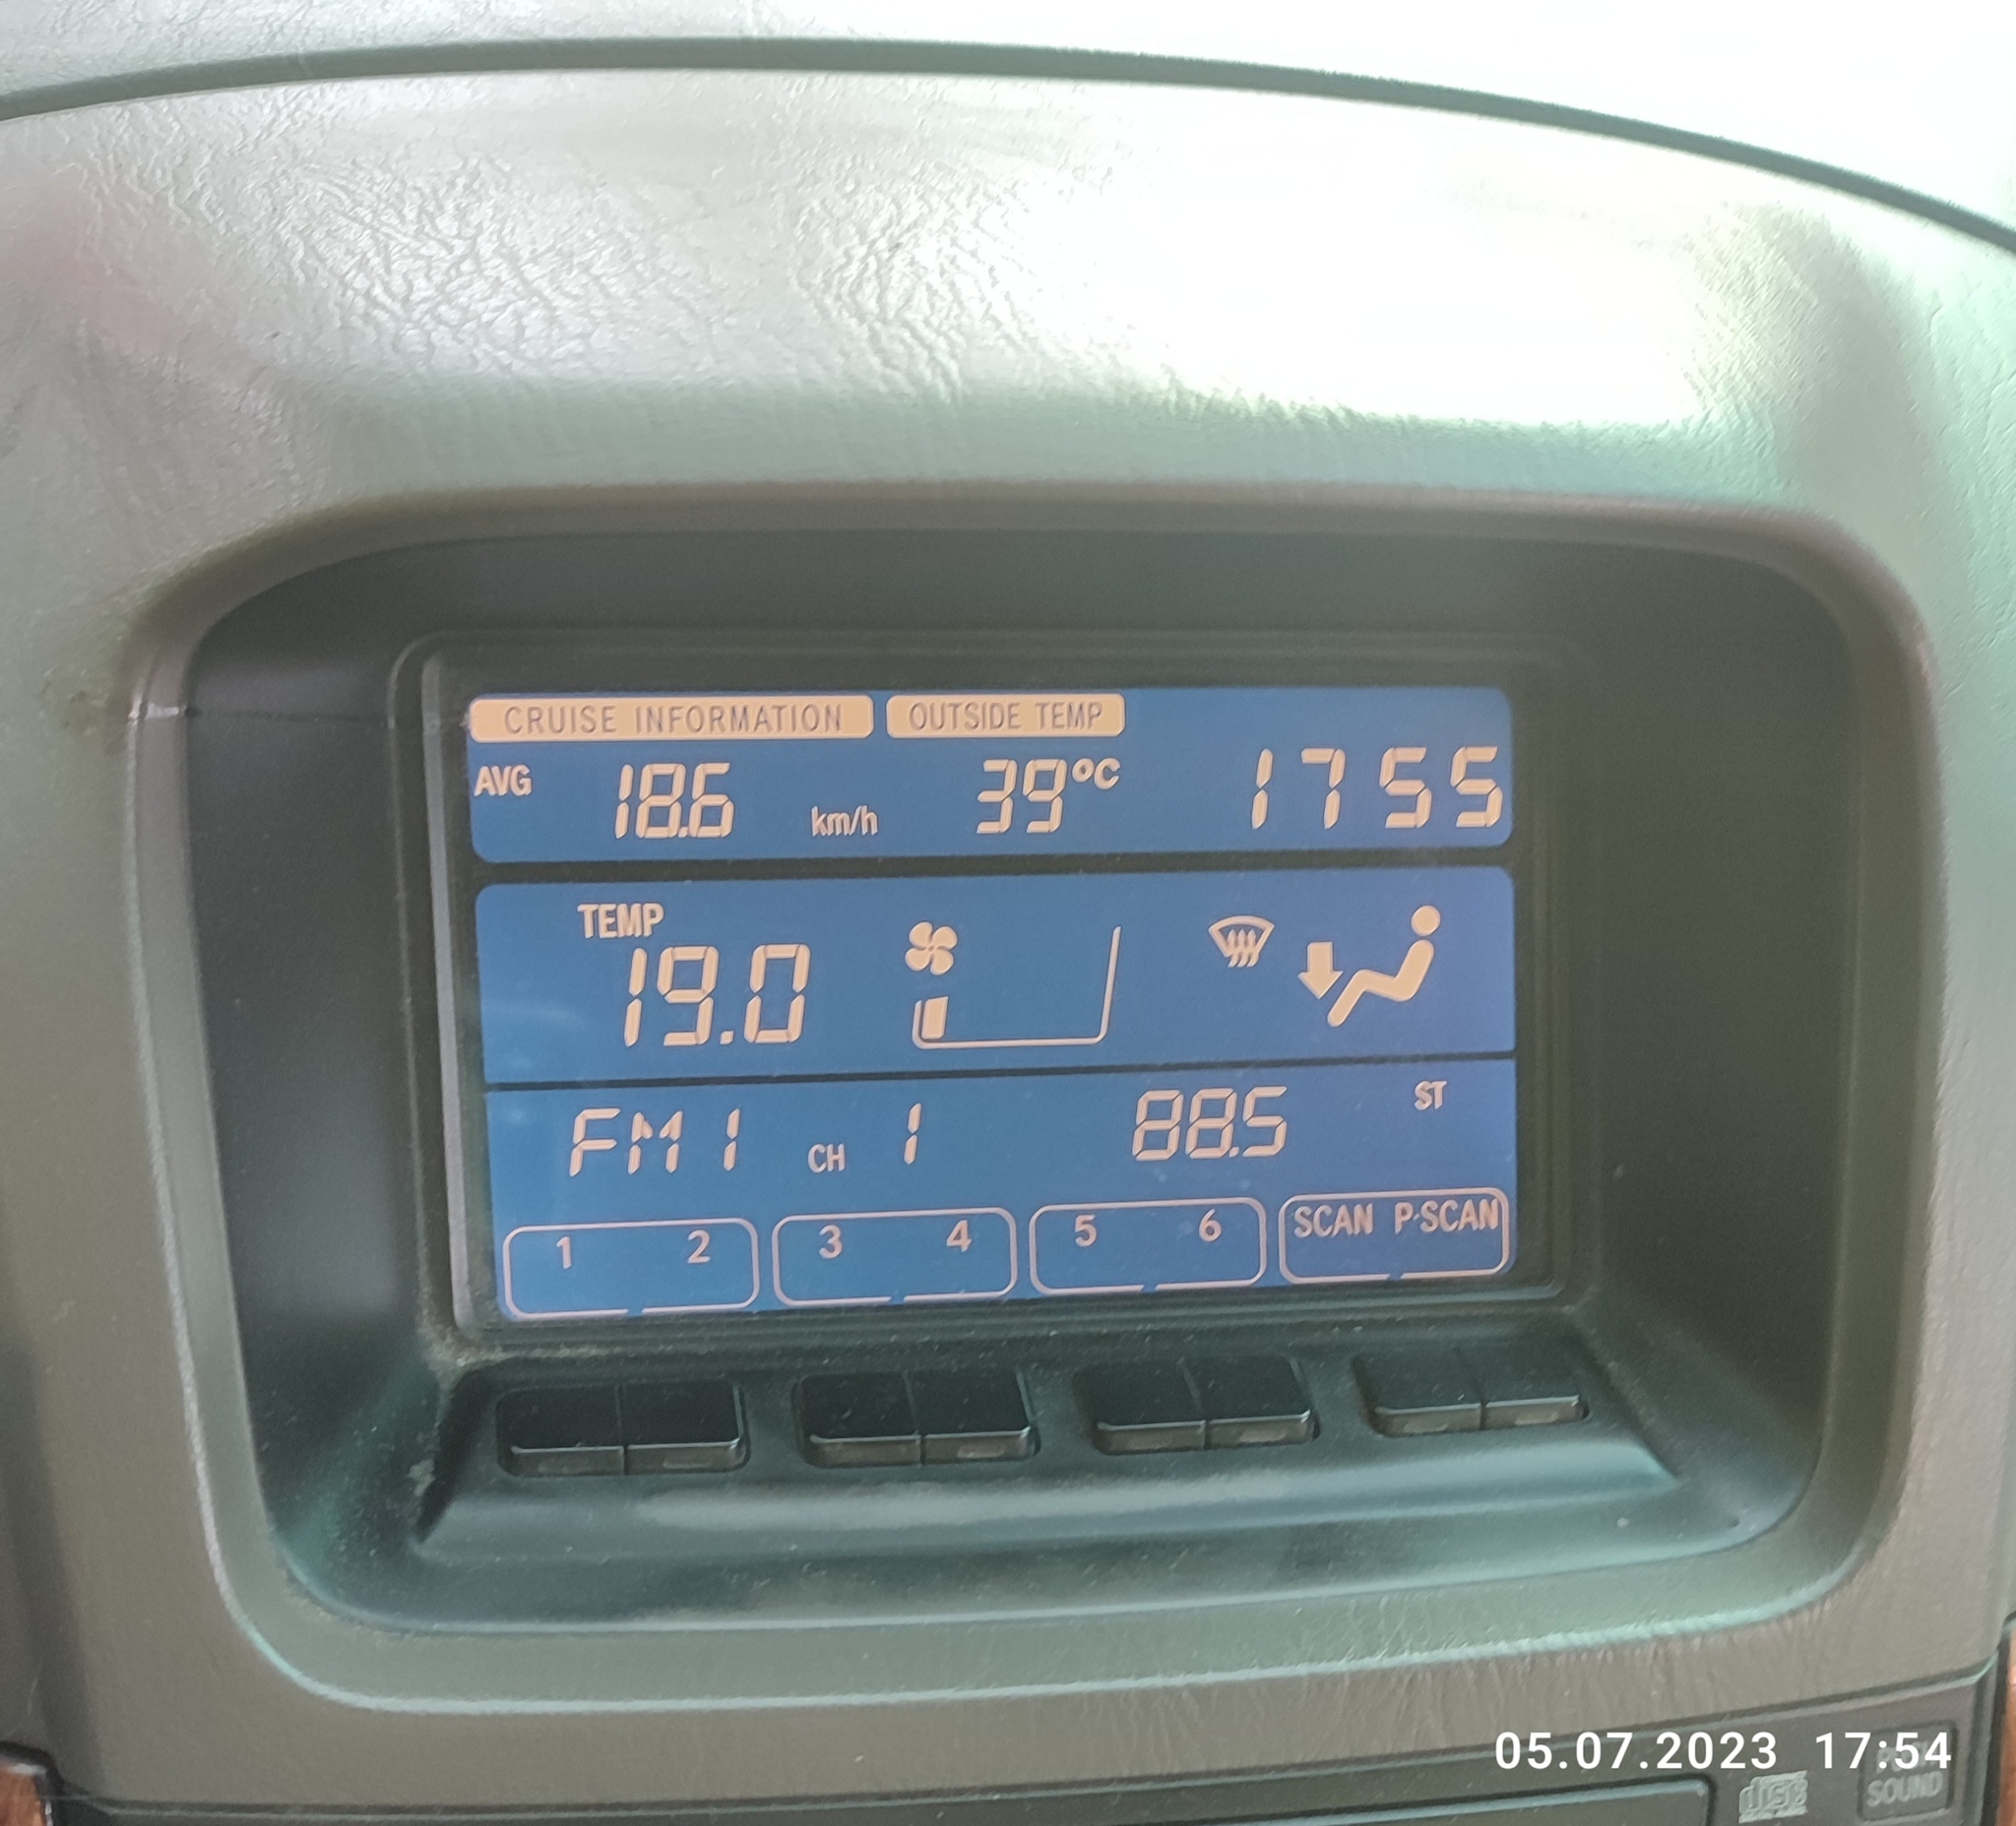 CRUISE INFORMATION OUTSIDE TEMP
AVG 18.6 km/h 39°C 1755
TEMP
19.0
FM1 CH 1 88.5 ST
1 2 3 4 5 6 SCAN P·SCAN
05.07.2023 17:54
SOUND